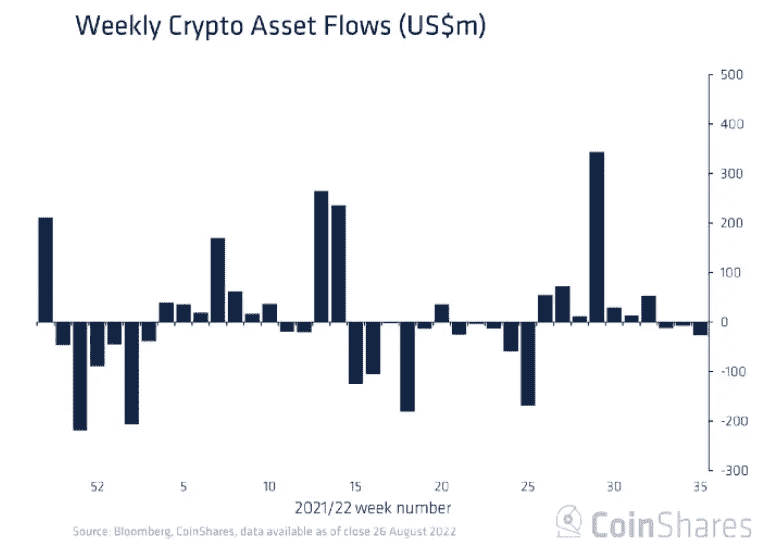 Weekly Crypto Asset Flows (US$m)
500
400
300
200
100
0
-100
-200
-300
52 5 10 15 20 25 30 35
2021/22 week number
Source: Bloomberg, CoinShares, data available as of close 26 August 2022
CoinShares